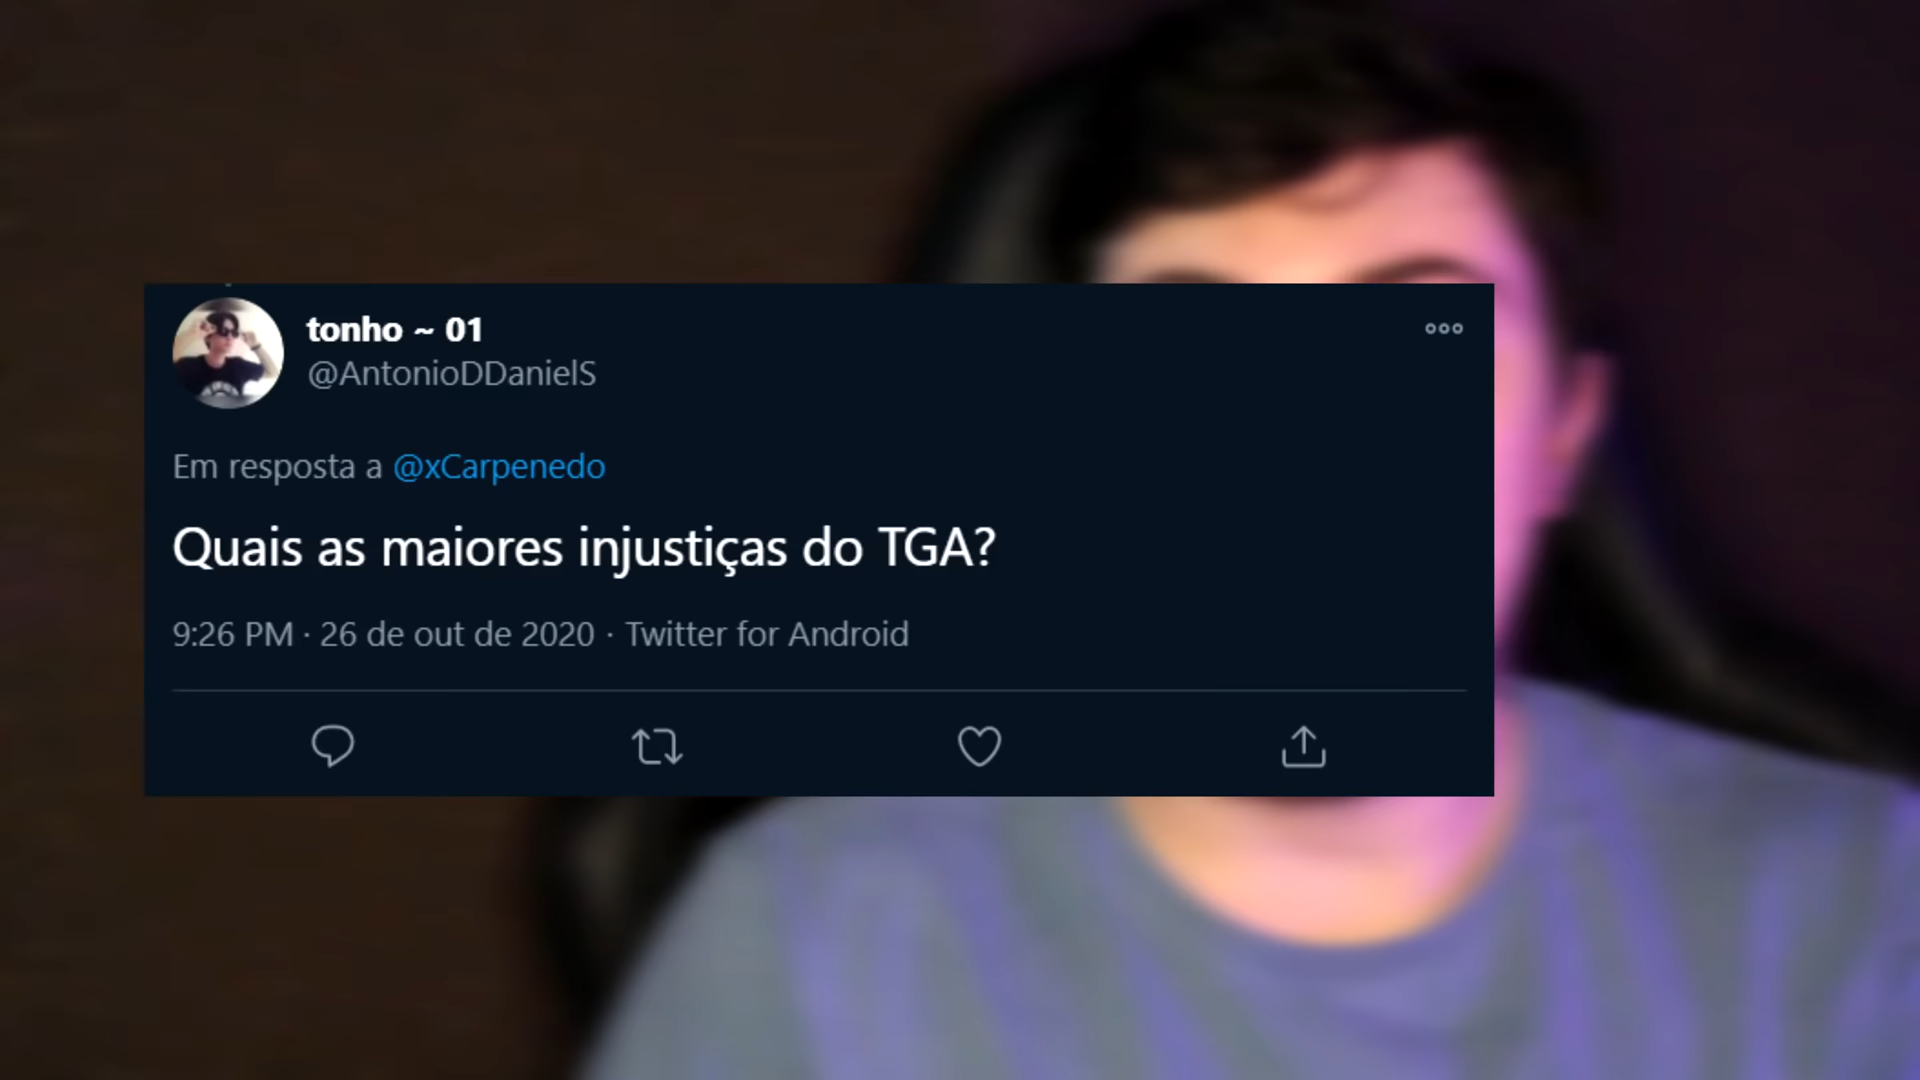 tonho ~ 01
@AntonioDDanielS
Em resposta a @xCarpenedo
Quais as maiores injustiças do TGA?
9:26 PM · 26 de out de 2020 · Twitter for Android